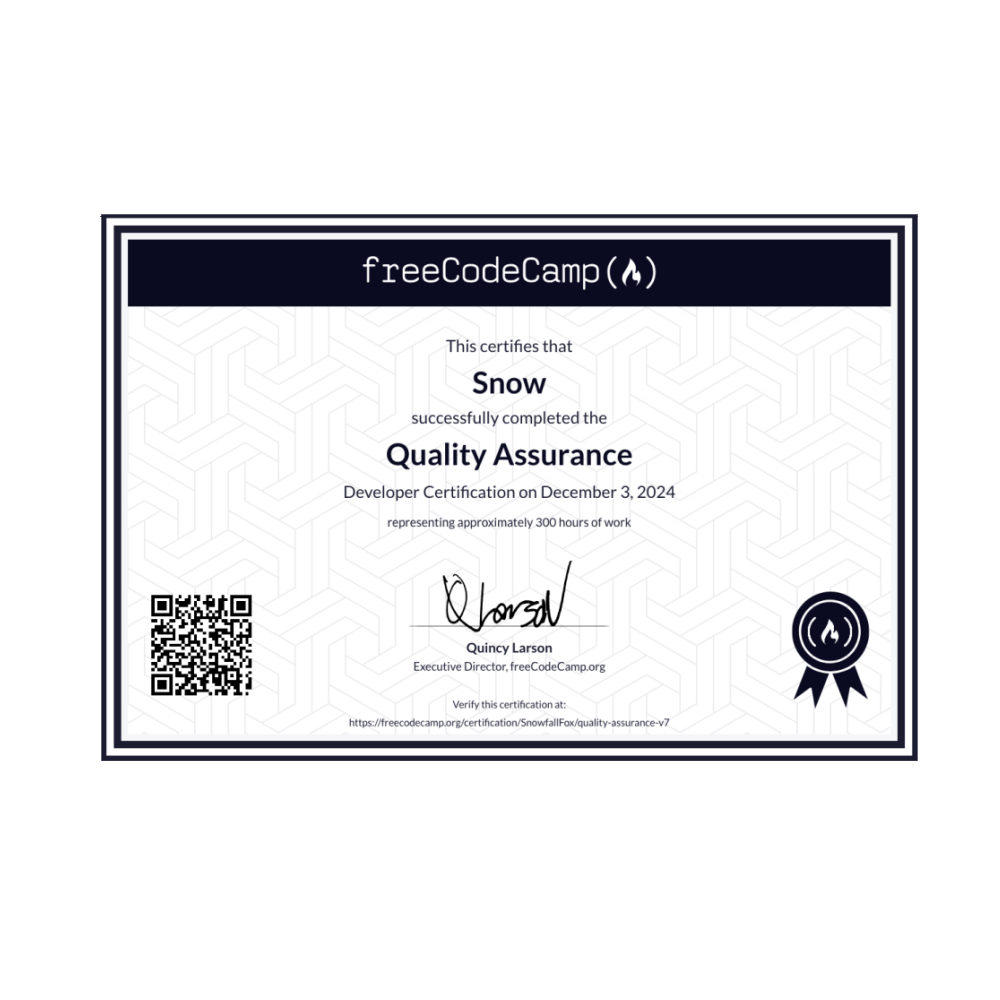 freeCodeCamp(🔥)
This certifies that
Snow
successfully completed the
Quality Assurance
Developer Certification on December 3, 2024
representing approximately 300 hours of work
QLarson
Quincy Larson
Executive Director, freeCodeCamp.org
Verify this certification at:
https://freecodecamp.org/certification/SnowfallFox/quality-assurance-v7